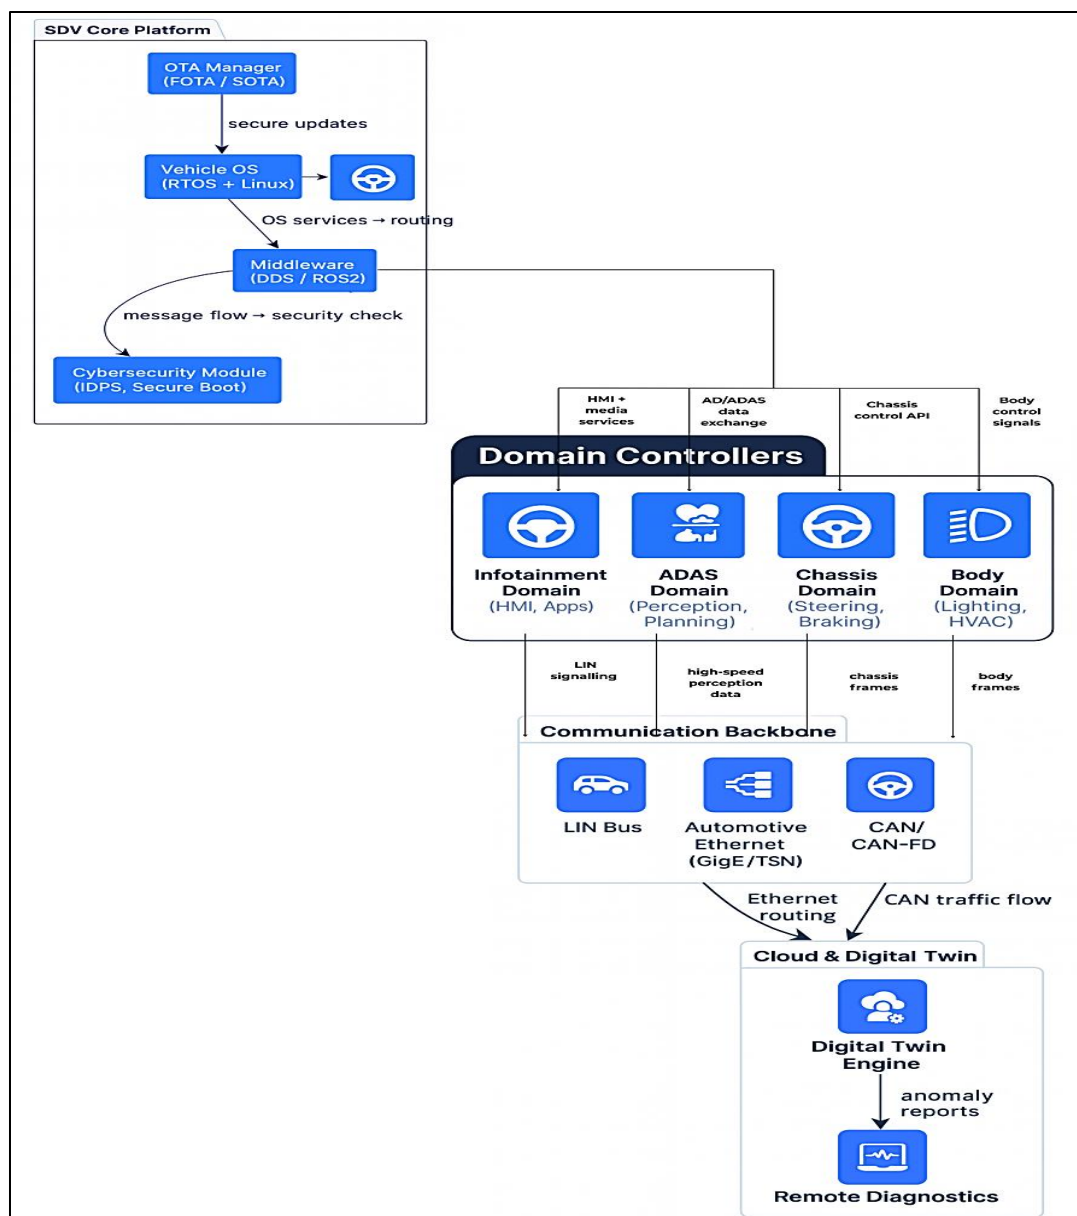 SDV Core Platform
OTA Manager
(FOTA / SOTA)
secure updates
Vehicle OS
(RTOS + Linux)
OS services → routing
Middleware
(DDS / ROS2)
message flow → security check
Cybersecurity Module
(IDPS, Secure Boot)
HMI +
media
services
AD/ADAS
data
exchange
Chassis
control API
Body
control
signals
Domain Controllers
Infotainment
Domain
(HMI, Apps)
ADAS
Domain
(Perception,
Planning)
Chassis
Domain
(Steering,
Braking)
Body
Domain
(Lighting,
HVAC)
LIN
signalling
high-speed
perception
data
chassis
frames
body
frames
Communication Backbone
LIN Bus
Automotive
Ethernet
(GigE/TSN)
CAN/
CAN-FD
Ethernet
routing
CAN traffic flow
Cloud & Digital Twin
Digital Twin
Engine
anomaly
reports
Remote Diagnostics